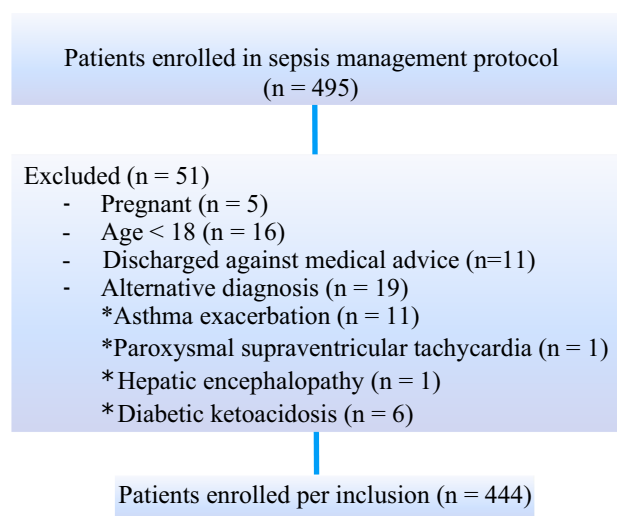 Patients enrolled in sepsis management protocol
(n = 495)
Excluded (n = 51)
- Pregnant (n = 5)
- Age < 18 (n = 16)
- Discharged against medical advice (n=11)
- Alternative diagnosis (n = 19)
*Asthma exacerbation (n = 11)
*Paroxysmal supraventricular tachycardia (n = 1)
*Hepatic encephalopathy (n = 1)
*Diabetic ketoacidosis (n = 6)
Patients enrolled per inclusion (n = 444)